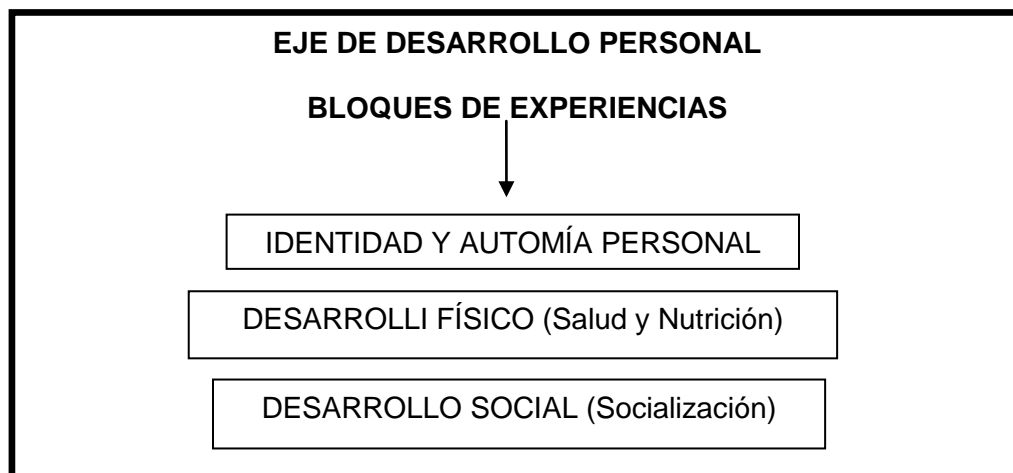 EJE DE DESARROLLO PERSONAL
BLOQUES DE EXPERIENCIAS
IDENTIDAD Y AUTOMÍA PERSONAL
DESARROLLI FÍSICO (Salud y Nutrición)
DESARROLLO SOCIAL (Socialización)